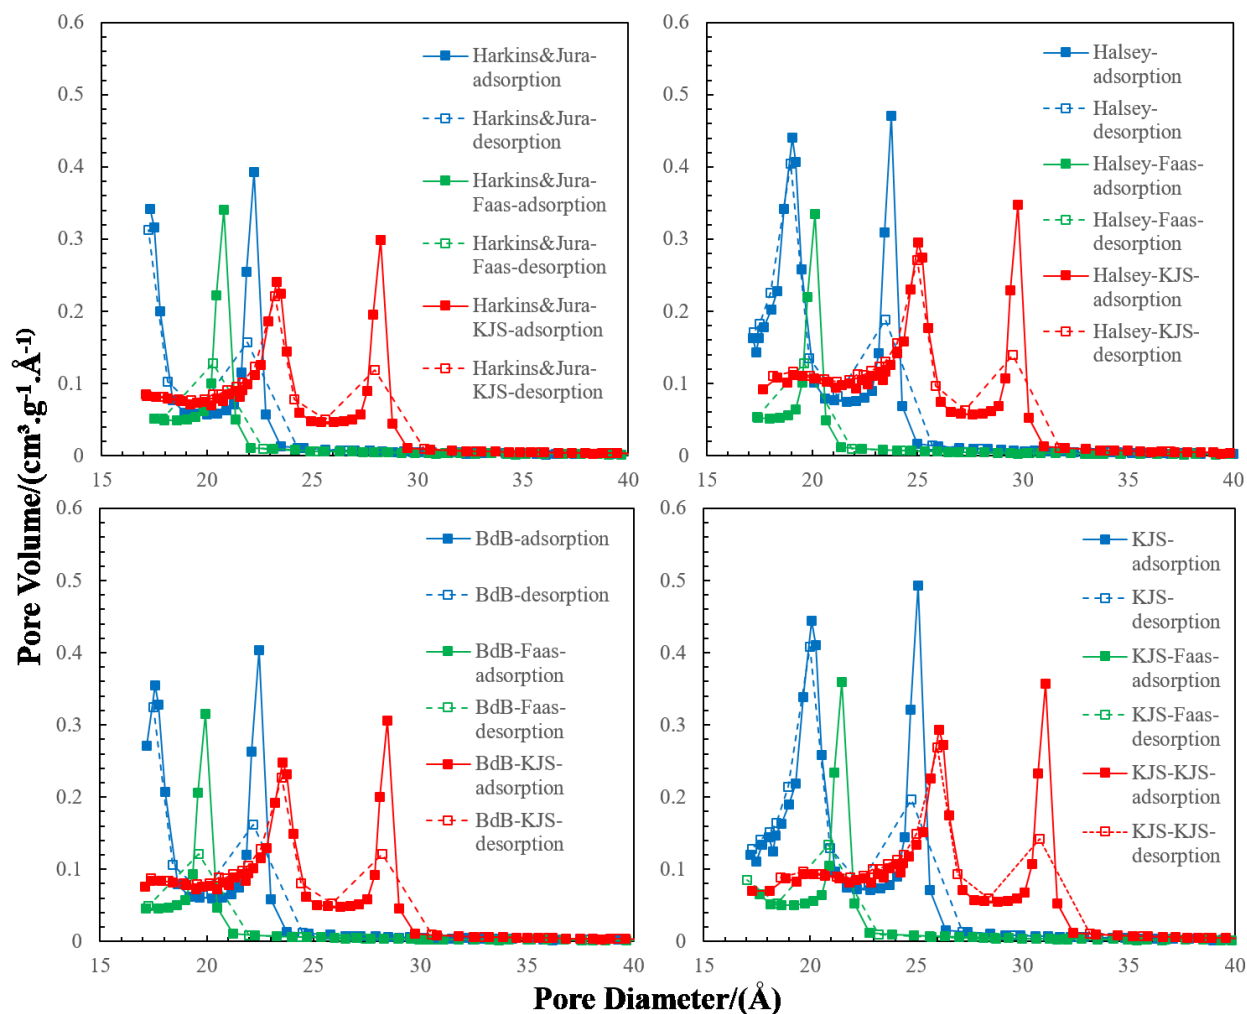 Pore Volume/(cm³.g⁻¹.Å⁻¹)
0.6
0.5
0.4
0.3
0.2
0.1
0
15
20
25
30
35
40
Harkins&Jura-
adsorption
Harkins&Jura-
desorption
Harkins&Jura-
Faas-adsorption
Harkins&Jura-
Faas-desorption
Harkins&Jura-
KJS-adsorption
Harkins&Jura-
KJS-desorption
0.6
0.5
0.4
0.3
0.2
0.1
0
15
20
25
30
35
40
Halsey-
adsorption
Halsey-
desorption
Halsey-Faas-
adsorption
Halsey-Faas-
desorption
Halsey-KJS-
adsorption
Halsey-KJS-
desorption
0.6
0.5
0.4
0.3
0.2
0.1
0
15
20
25
30
35
40
BdB-adsorption
BdB-desorption
BdB-Faas-
adsorption
BdB-Faas-
desorption
BdB-KJS-
adsorption
BdB-KJS-
desorption
0.6
0.5
0.4
0.3
0.2
0.1
0
15
20
25
30
35
40
KJS-
adsorption
KJS-
desorption
KJS-Faas-
adsorption
KJS-Faas-
desorption
KJS-KJS-
adsorption
KJS-KJS-
desorption
Pore Diameter/(Å)